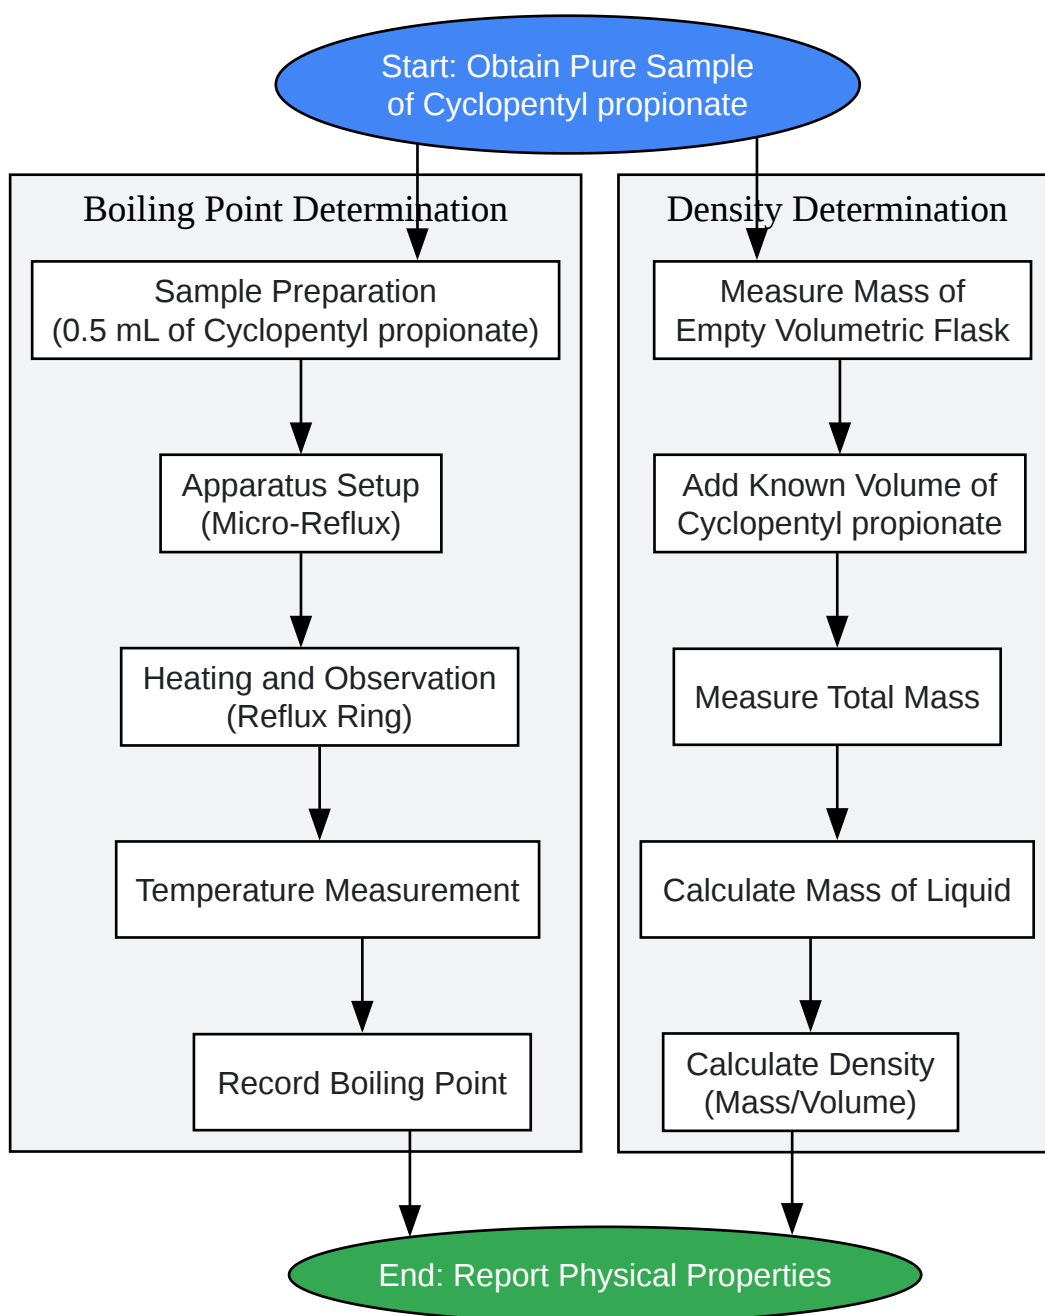 Start: Obtain Pure Sample
of Cyclopentyl propionate
Boiling Point Determination
Sample Preparation
(0.5 mL of Cyclopentyl propionate)
Apparatus Setup
(Micro-Reflux)
Heating and Observation
(Reflux Ring)
Temperature Measurement
Record Boiling Point
Density Determination
Measure Mass of
Empty Volumetric Flask
Add Known Volume of
Cyclopentyl propionate
Measure Total Mass
Calculate Mass of Liquid
Calculate Density
(Mass/Volume)
End: Report Physical Properties